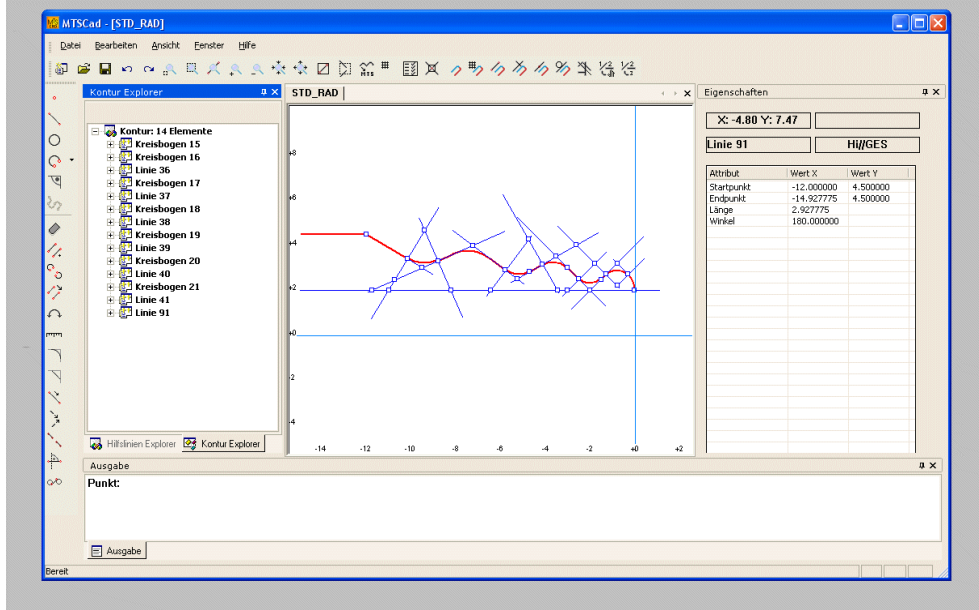 MTSCad - [STD_RAD]
Datei Bearbeiten Ansicht Fenster Hilfe
MTS
Kontur Explorer
Kontur: 14 Elemente
Kreisbogen 15
Kreisbogen 16
Linie 36
Kreisbogen 17
Linie 37
Kreisbogen 18
Linie 38
Kreisbogen 19
Linie 39
Kreisbogen 20
Linie 40
Kreisbogen 21
Linie 41
Linie 91
Hilfslinien Explorer Kontur Explorer
STD_RAD
+8
+6
+4
+2
+0
-2
-4
-14 -12 -10 -8 -6 -4 -2 +0 +2
Eigenschaften
X: -4.80 Y: 7.47
Linie 91 Hi//GES
Attribut Wert X Wert Y
Startpunkt -12.000000 4.500000
Endpunkt -14.927775 4.500000
Länge 2.927775
Winkel 180.000000
Ausgabe
Punkt:
Ausgabe
Bereit